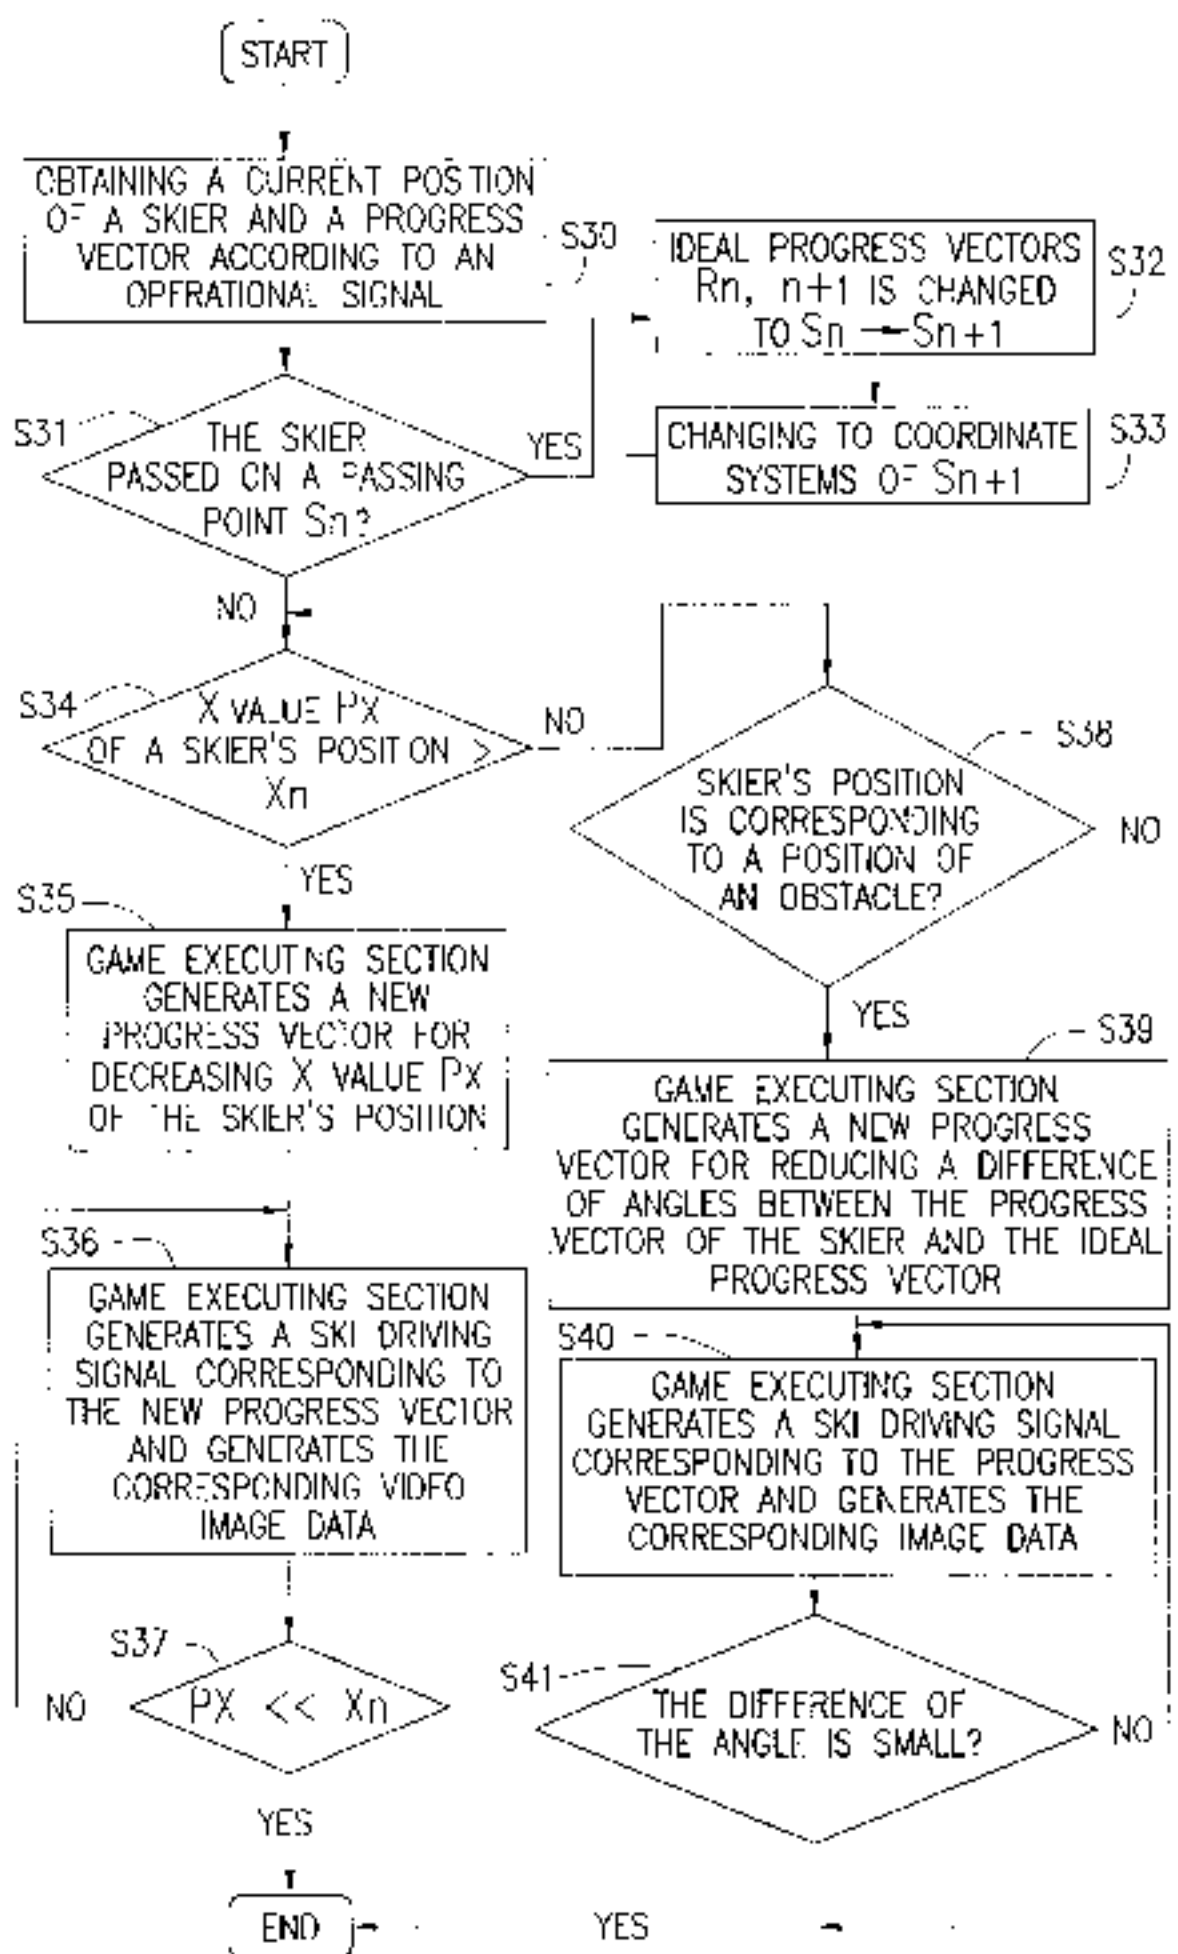 START
OBTAINING A CURRENT POSITION
OF A SKIER AND A PROGRESS
VECTOR ACCORDING TO AN
OPERATIONAL SIGNAL
S30
IDEAL PROGRESS VECTORS
Rn, n+1 IS CHANGED
TO Sn → Sn+1
S32
S31
THE SKIER
PASSED ON A PASSING
POINT Sn?
YES
CHANGING TO COORDINATE
SYSTEMS OF Sn+1
S33
NO
S34
X VALUE PX
OF A SKIER'S POSITION >
Xn
NO
S38
SKIER'S POSITION
IS CORRESPONDING
TO A POSITION OF
AN OBSTACLE?
NO
YES
S35
GAME EXECUTING SECTION
GENERATES A NEW
PROGRESS VECTOR FOR
DECREASING X VALUE PX
OF THE SKIER'S POSITION
YES
S39
GAME EXECUTING SECTION
GENERATES A NEW PROGRESS
VECTOR FOR REDUCING A DIFFERENCE
OF ANGLES BETWEEN THE PROGRESS
VECTOR OF THE SKIER AND THE IDEAL
PROGRESS VECTOR
S36
GAME EXECUTING SECTION
GENERATES A SKI DRIVING
SIGNAL CORRESPONDING TO
THE NEW PROGRESS VECTOR
AND GENERATES THE
CORRESPONDING VIDEO
IMAGE DATA
S40
GAME EXECUTING SECTION
GENERATES A SKI DRIVING SIGNAL
CORRESPONDING TO THE PROGRESS
VECTOR AND GENERATES THE
CORRESPONDING IMAGE DATA
S37
NO
PX << Xn
S41
THE DIFFERENCE OF
THE ANGLE IS SMALL?
NO
YES
END
YES